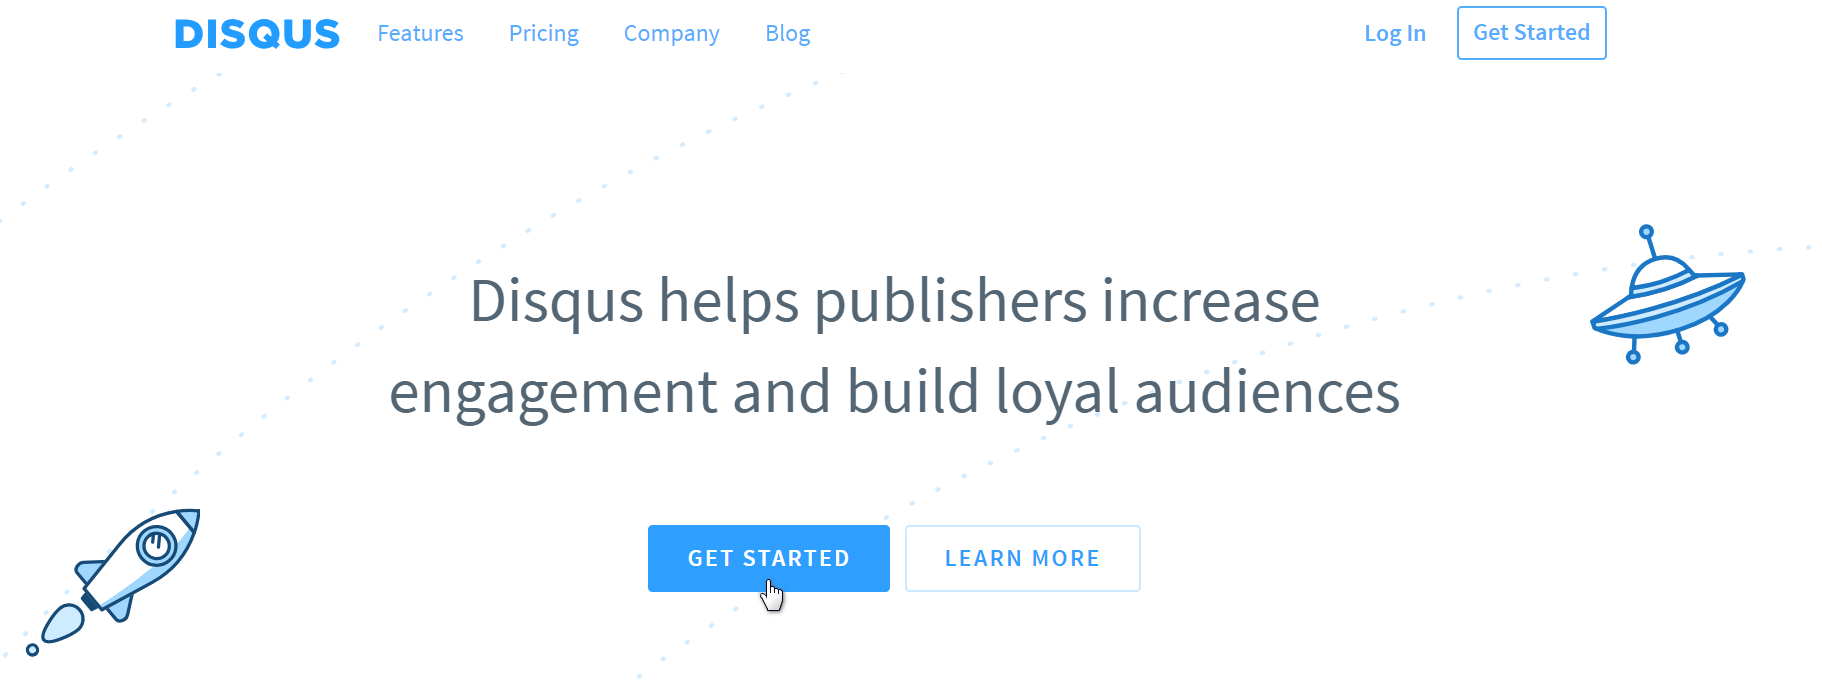 DISQUS Features Pricing Company Blog Log In Get Started
Disqus helps publishers increase
engagement and build loyal audiences
GET STARTED LEARN MORE